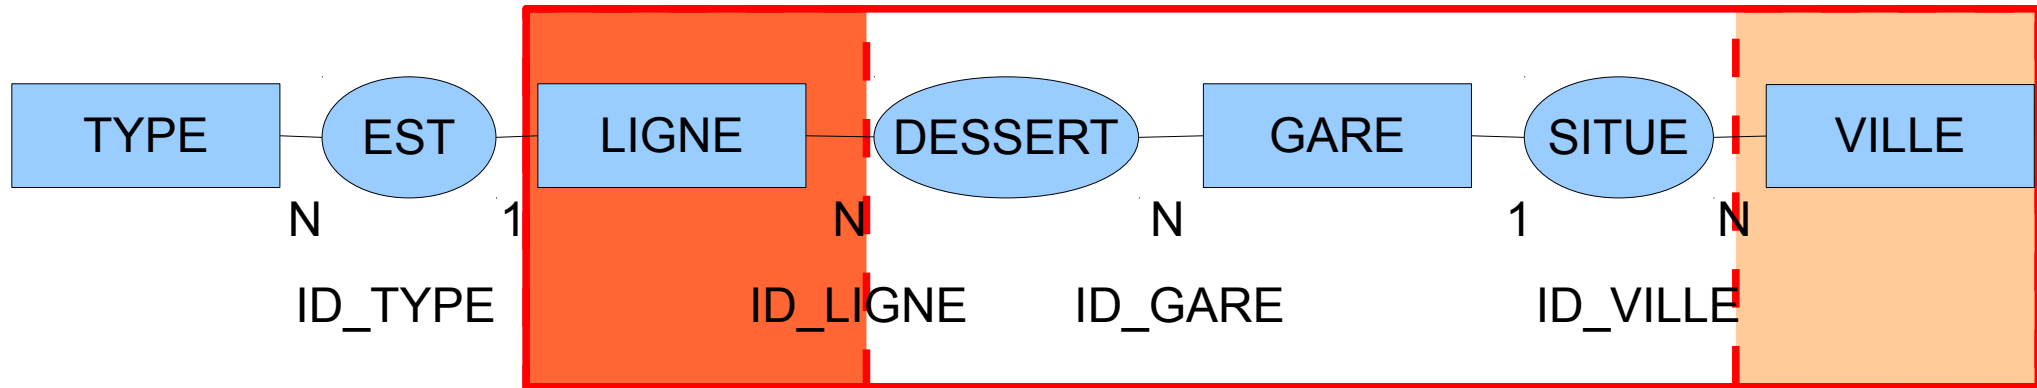 TYPE EST LIGNE DESSERT GARE SITUE VILLE
N 1 N N 1 N
ID_TYPE ID_LIGNE ID_GARE ID_VILLE